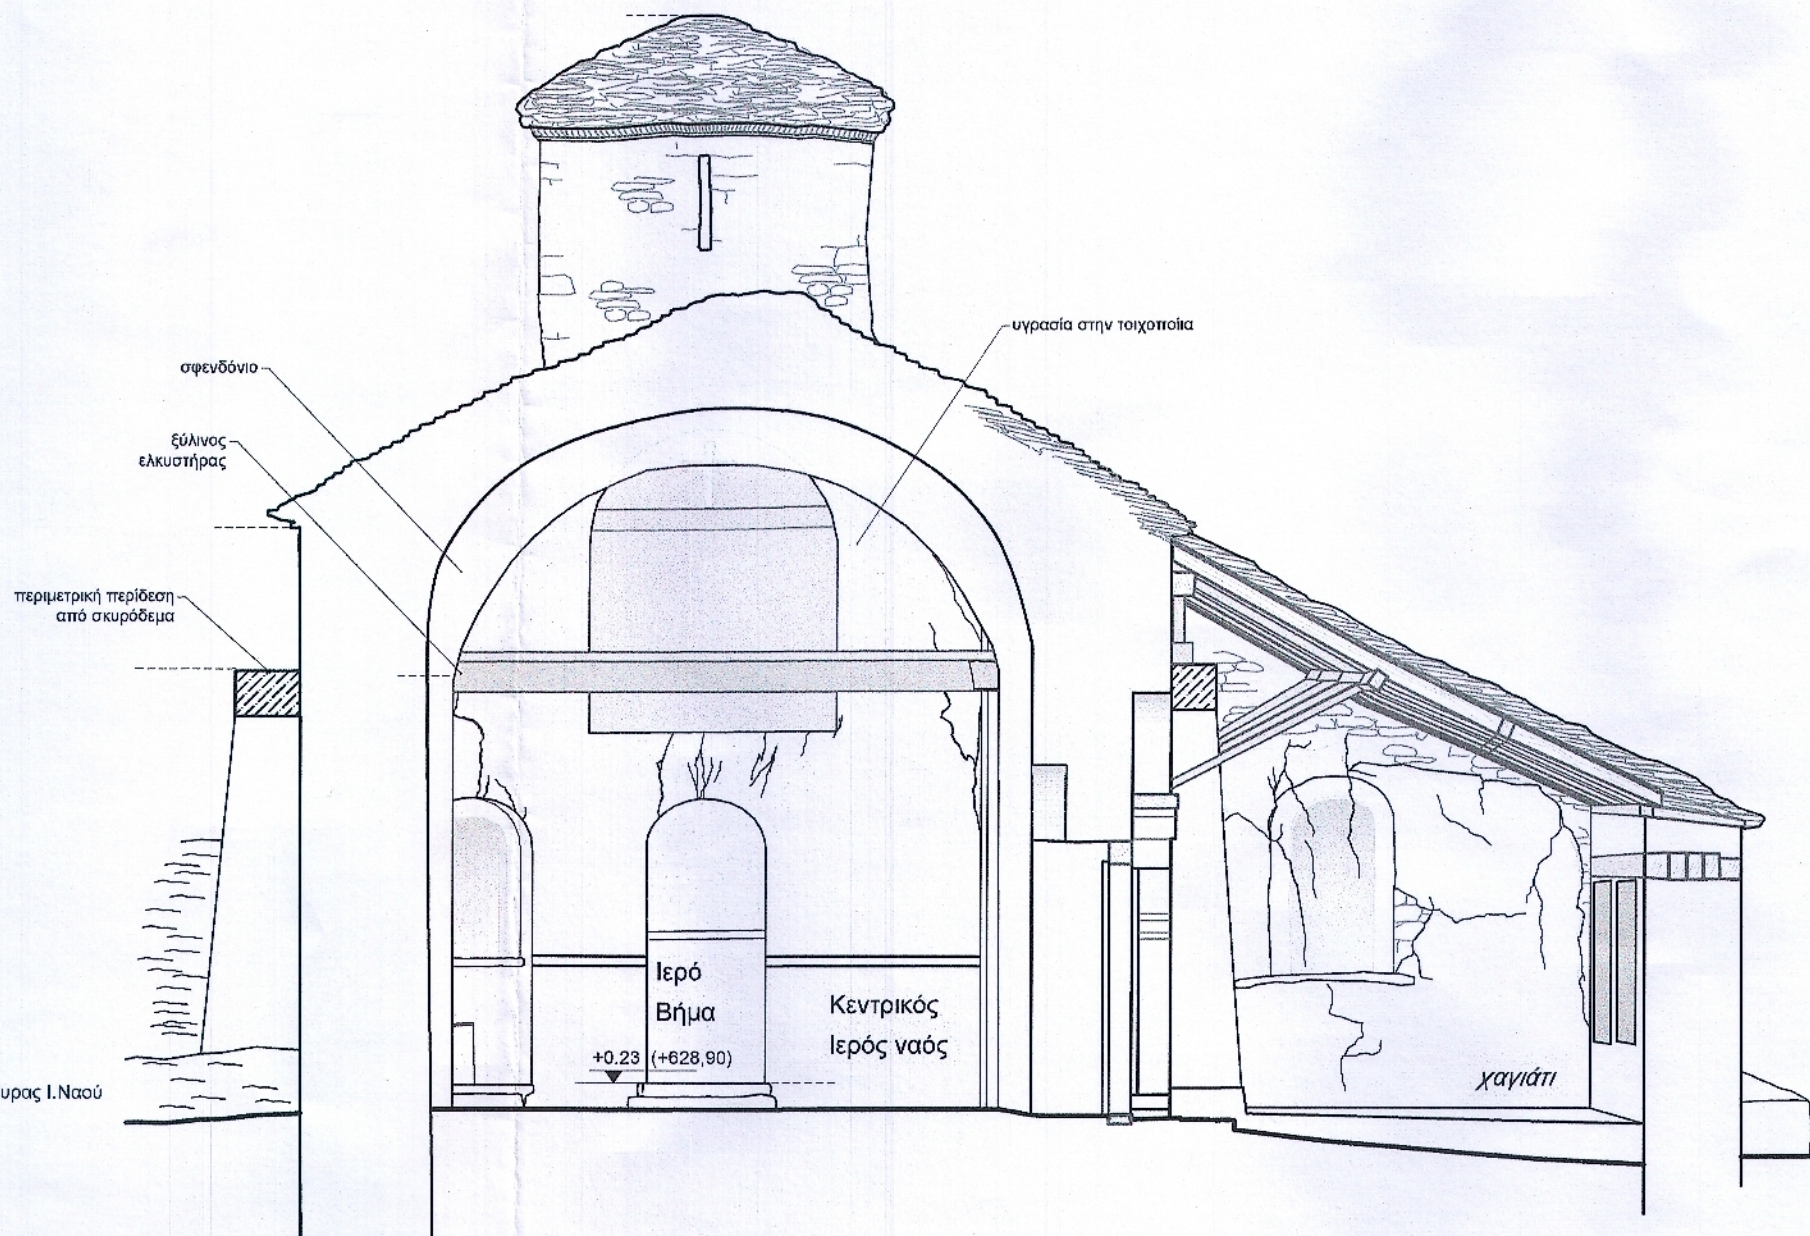 υγρασία στην τοιχοποιία
σφενδόνιο
ξύλινος
ελκυστήρας
περιμετρική περίδεση
από σκυρόδεμα
Ιερό
Βήμα
Κεντρικός
Ιερός ναός
+0.23 (+628,90)
χαγιάτι
Ι.Ναού